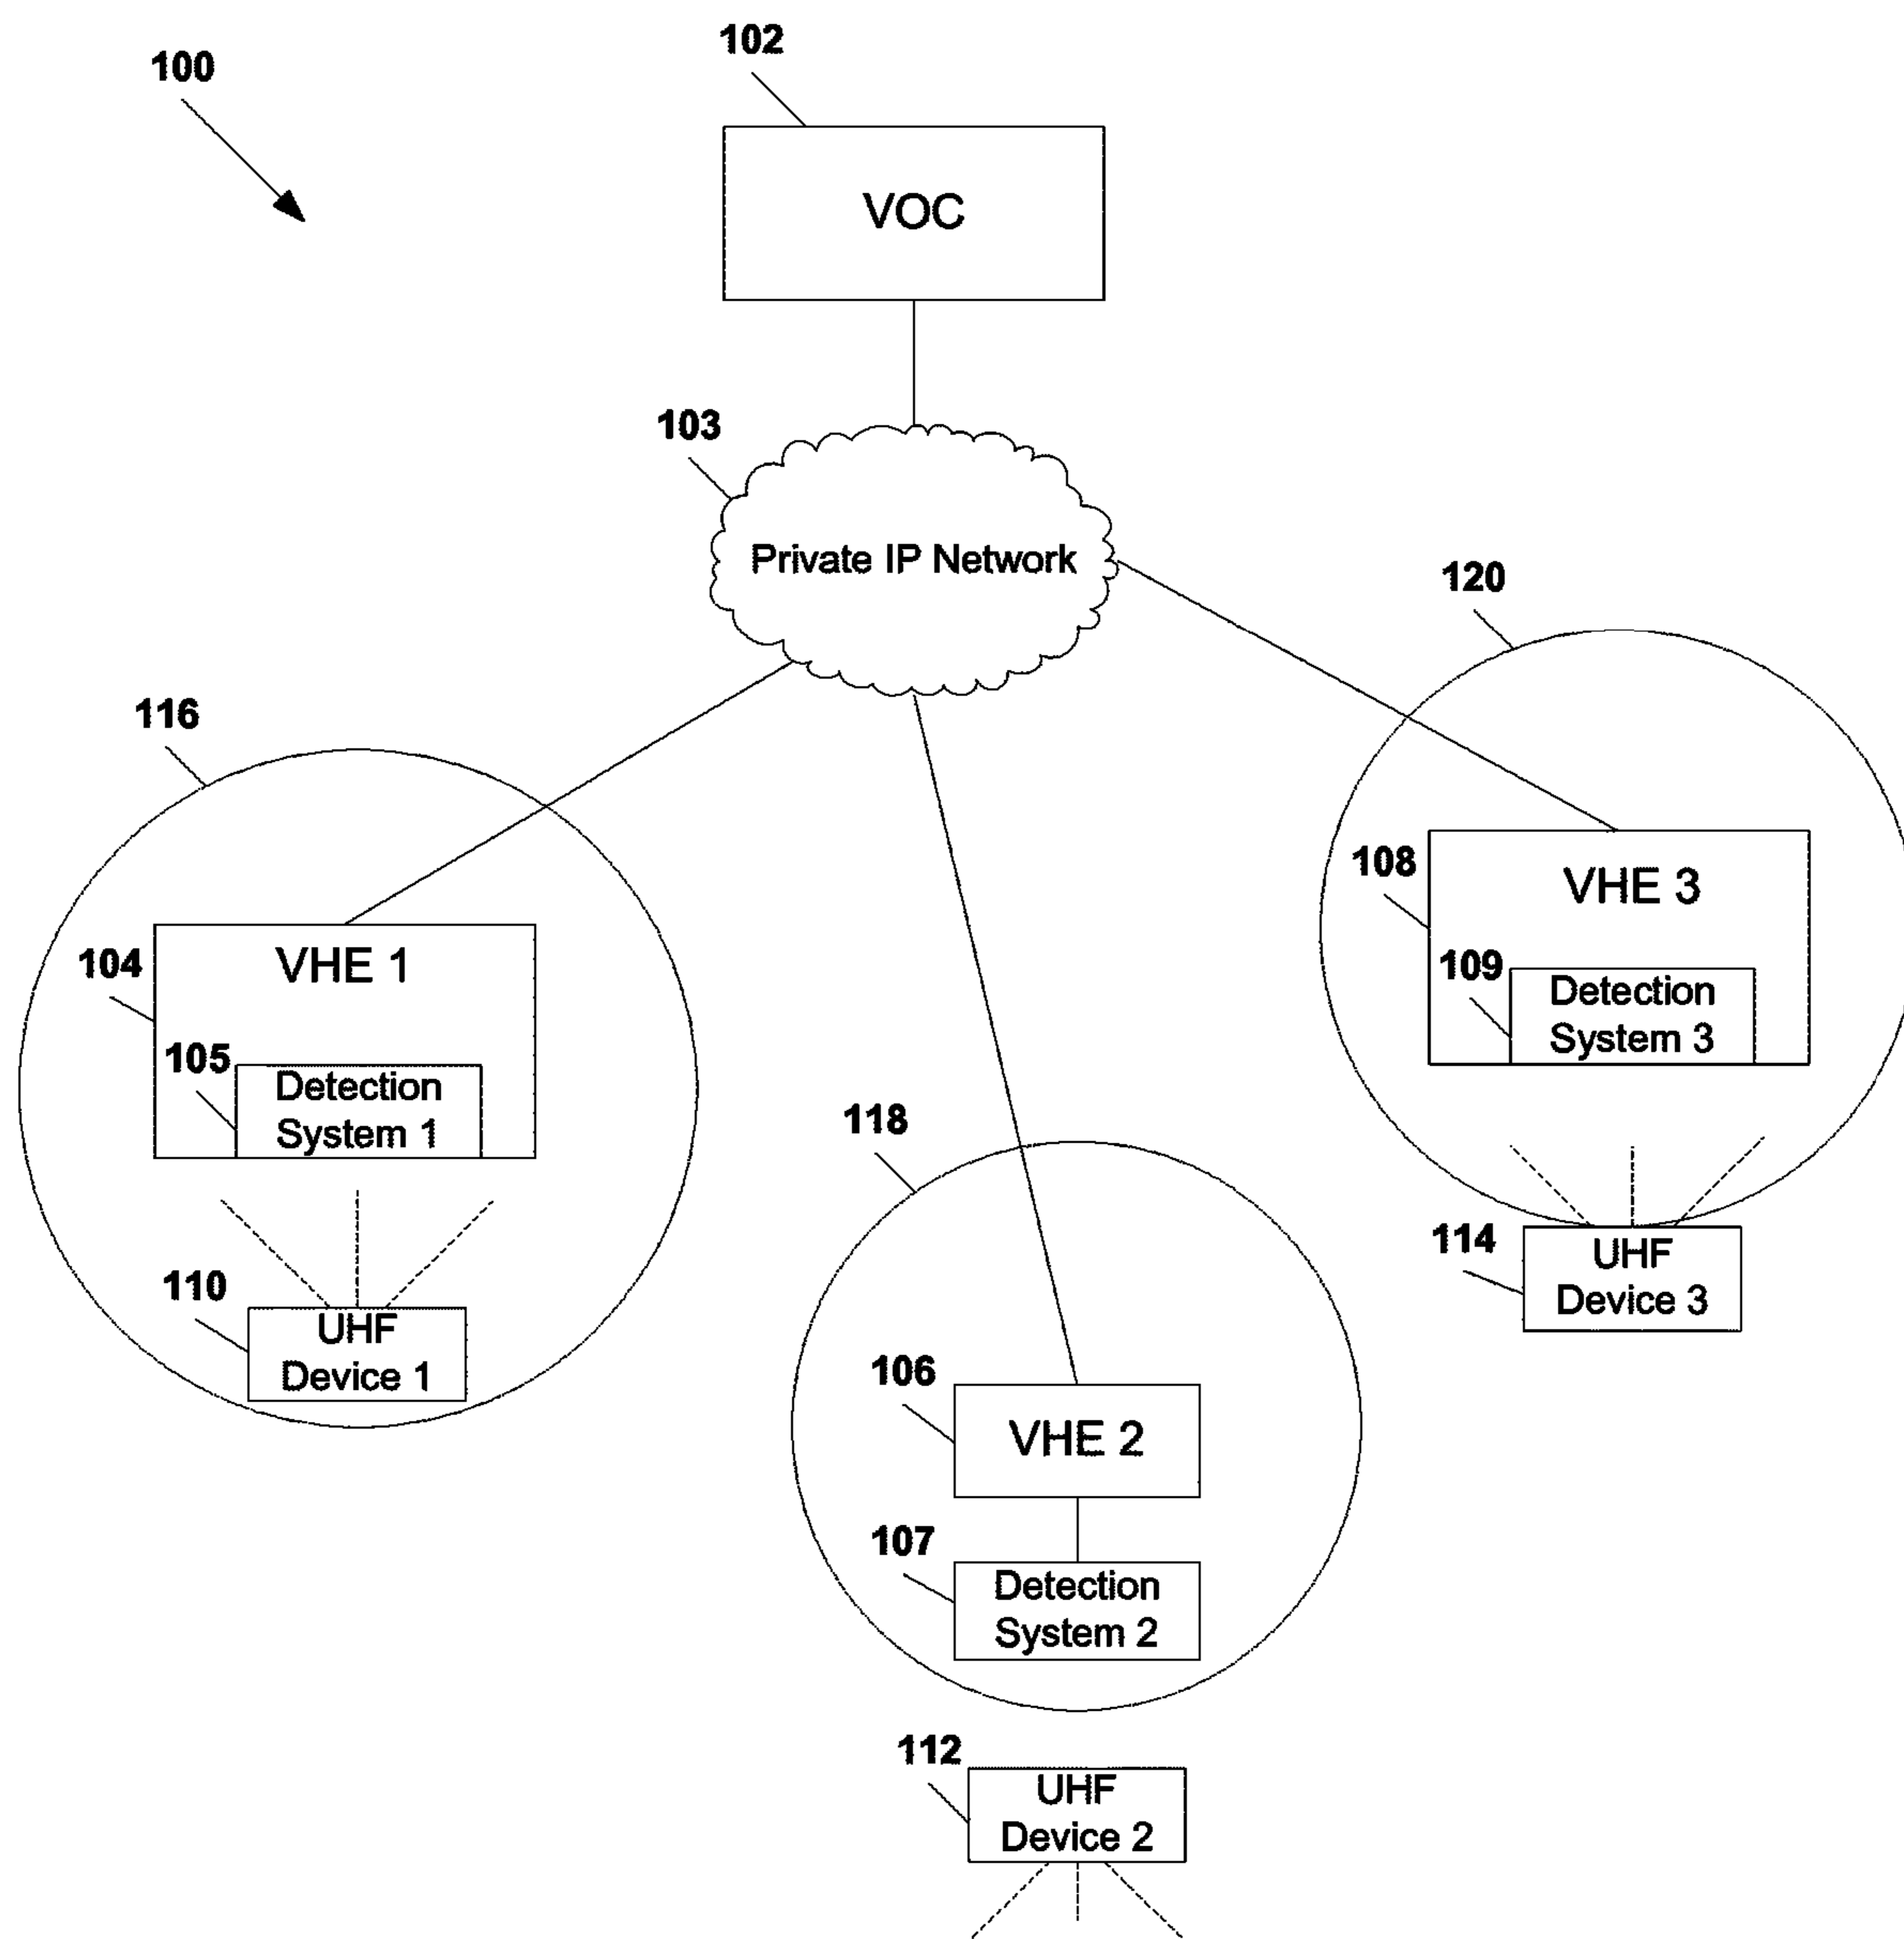 100
102
VOC
103
Private IP Network
120
116
108
VHE 3
104
VHE 1
109
Detection
System 3
105
Detection
System 1
118
114
UHF
Device 3
110
UHF
Device 1
106
VHE 2
107
Detection
System 2
112
UHF
Device 2